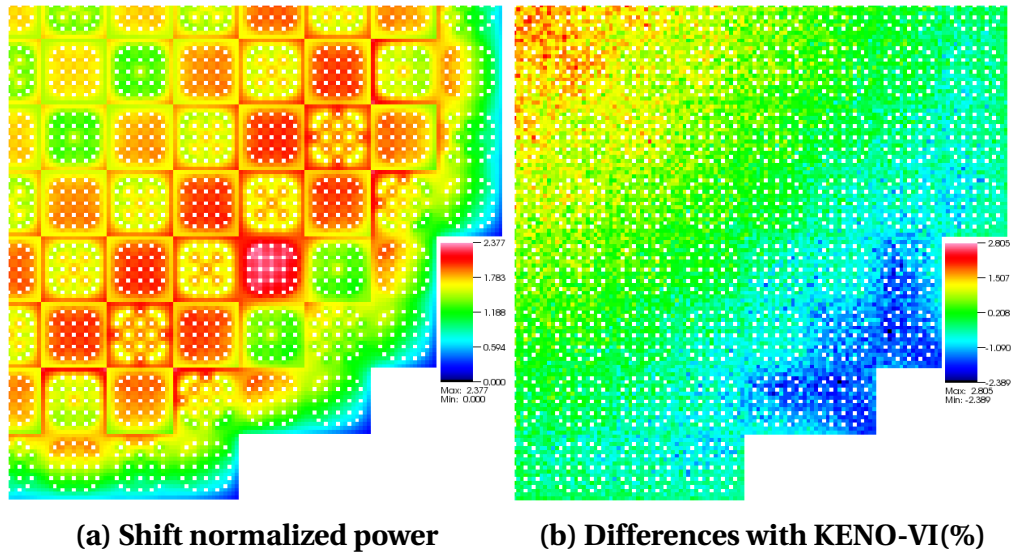 2.377
1.783
1.188
0.594
0.000
Max: 2.377
Min: 0.000
2.805
1.507
0.208
-1.090
-2.389
Max: 2.805
Min: -2.389
(a) Shift normalized power
(b) Differences with KENO-VI(%)